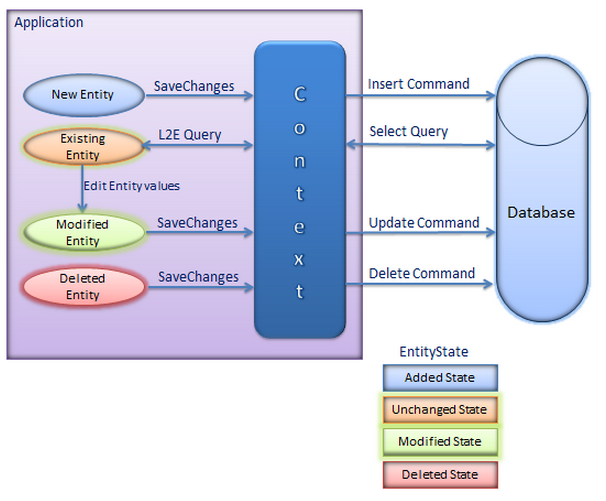 Application
New Entity
SaveChanges
Insert Command
Existing
Entity
L2E Query
Select Query
Edit Entity values
Modified
Entity
SaveChanges
Update Command
Deleted
Entity
SaveChanges
Delete Command
Context
Database
EntityState
Added State
Unchanged State
Modified State
Deleted State